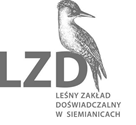 LZD
LEŚNY ZAKŁAD
DOŚWIADCZALNY
W SIEMIANICACH